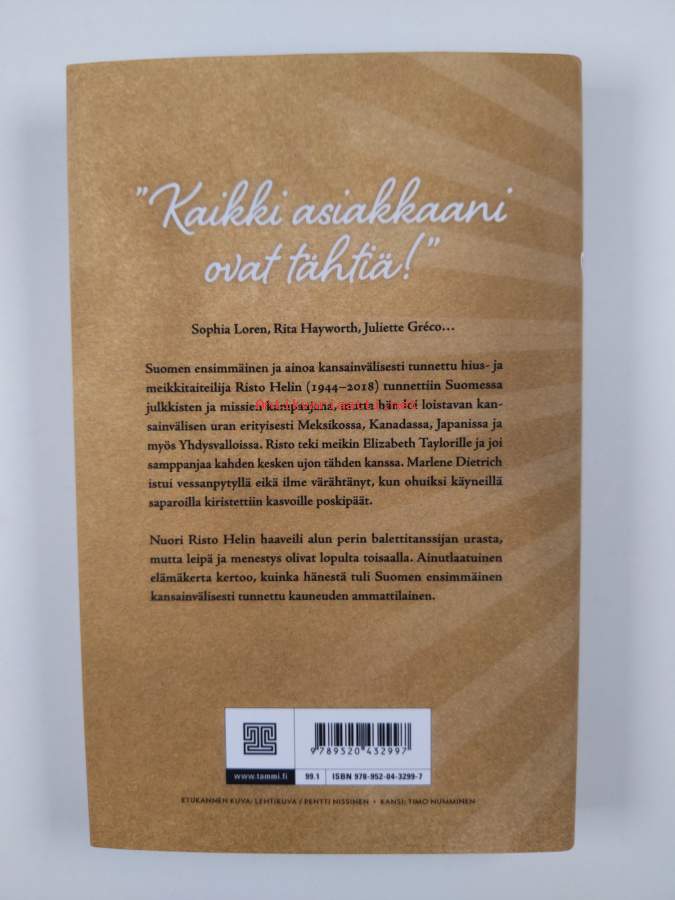 "Kaikki asiakkaani
ovat tähtiä!"
Sophia Loren, Rita Hayworth, Juliette Gréco…
Suomen ensimmäinen ja ainoa kansainvälisesti tunnettu hius- ja
meikkitaiteilija Risto Helin (1944–2018) tunnettiin Suomessa
julkkisten ja missien kampaajana, mutta hän loi loistavan kan-
sainvälisen uran erityisesti Meksikossa, Kanadassa, Japanissa ja
myös Yhdysvalloissa. Risto teki meikin Elizabeth Taylorille ja joi
samppanjaa kahden kesken ujon tähden kanssa. Marlene Dietrich
istui vessanpytyllä eikä ilme värähtänyt, kun ohuiksi käyneillä
saparoilla kiristettiin kasvoille poskipäät.
Nuori Risto Helin haaveili alun perin balettitanssijan urasta,
mutta leipä ja menestys olivat lopulta toisaalla. Ainutlaatuinen
elämäkerta kertoo, kuinka hänestä tuli Suomen ensimmäinen
kansainvälisesti tunnettu kauneuden ammattilainen.
9789520432997
www.tammi.fi 99.1 ISBN 978-952-04-3299-7
ETUKANNEN KUVA: LEHTIKUVA / PENTTI NISSINEN • KANSI: TIMO NUMMINEN